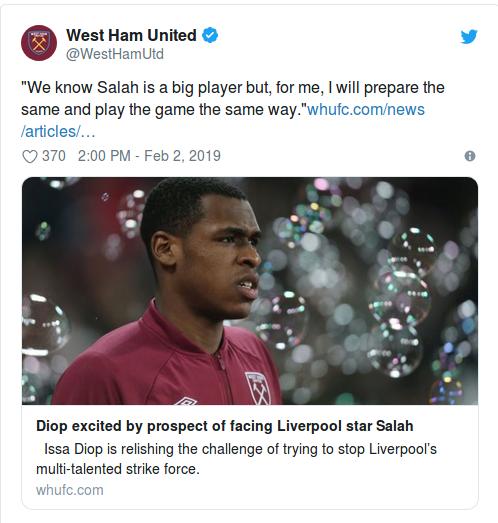 West Ham United
@WestHamUtd
"We know Salah is a big player but, for me, I will prepare the
same and play the game the same way."whufc.com/news
/articles/…
370 2:00 PM - Feb 2, 2019
Diop excited by prospect of facing Liverpool star Salah
Issa Diop is relishing the challenge of trying to stop Liverpool's
multi-talented strike force.
whufc.com